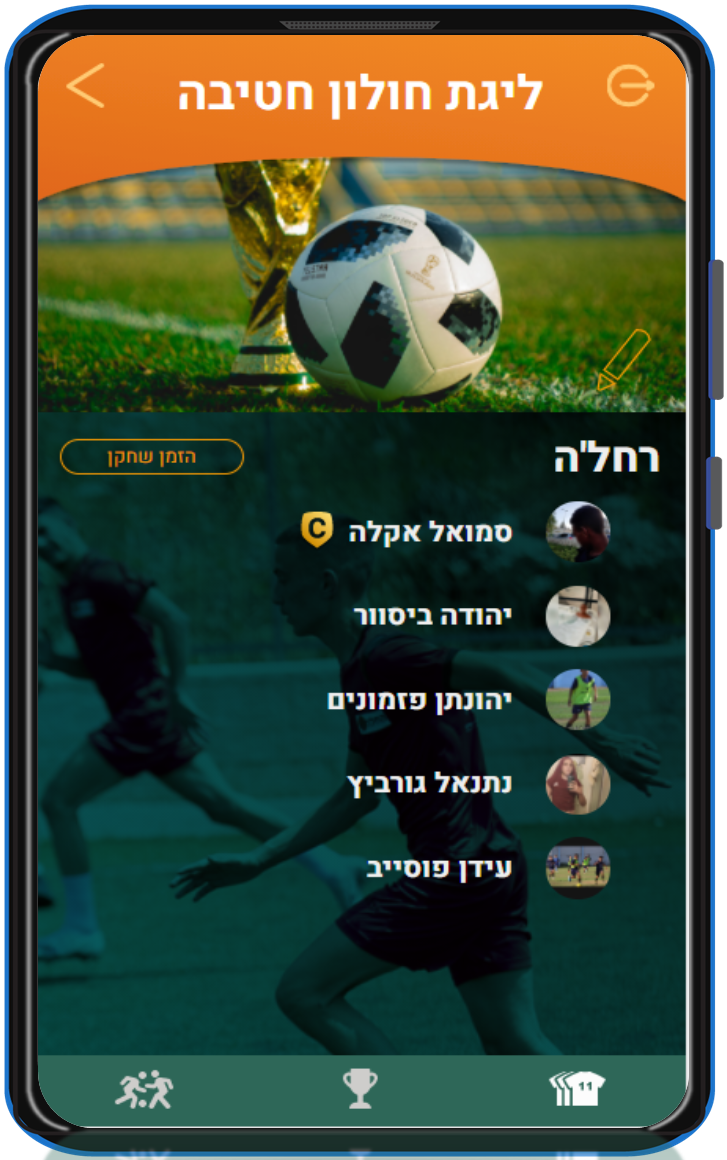 ליגת חולון חטיבה
רחל'ה
הזמן שחקן
סמואל אקלה C
יהודה ביסוור
יהונתן פזמונים
נתנאל גורביץ
עידן פוסייב
11